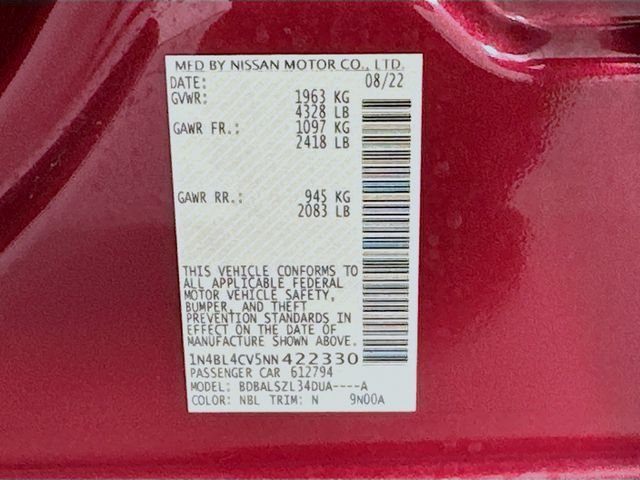 MFD BY NISSAN MOTOR CO., LTD.
DATE: 08/22
GVWR: 1963 KG
4328 LB
GAWR FR.: 1097 KG
2418 LB
GAWR RR.: 945 KG
2083 LB
THIS VEHICLE CONFORMS TO
ALL APPLICABLE FEDERAL
MOTOR VEHICLE SAFETY,
BUMPER, AND THEFT
PREVENTION STANDARDS
IN EFFECT ON THE DATE OF
MANUFACTURE SHOWN ABOVE.
1N4BL4CV5NN422330
PASSENGER CAR 612794
MODEL: BDBALSZL34DUA----A
COLOR: NBL TRIM: N 9N00A